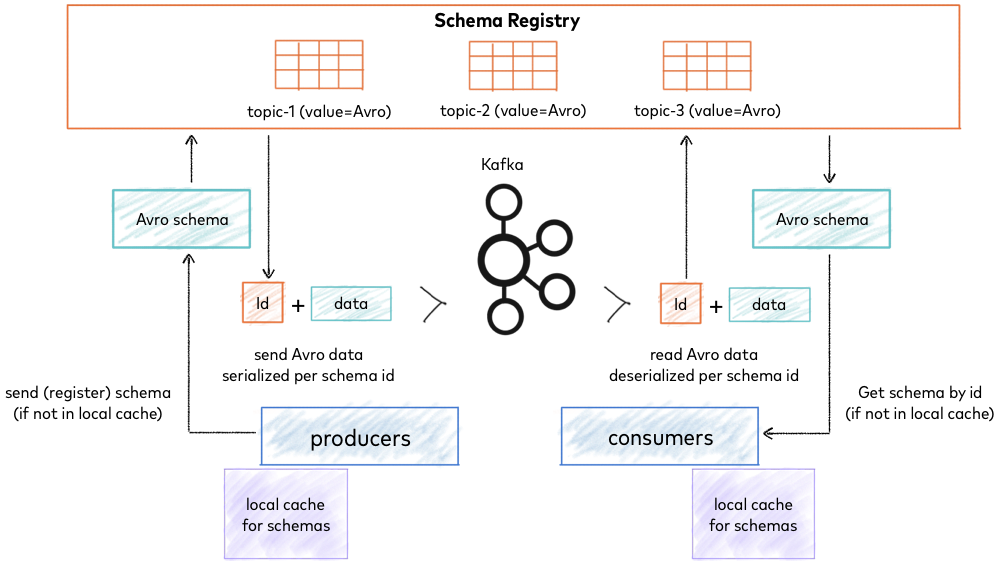 Schema Registry
topic-1 (value=Avro)
topic-2 (value=Avro)
topic-3 (value=Avro)
Kafka
Avro schema
Avro schema
Id
+
data
Id
+
data
send Avro data
serialized per schema id
read Avro data
deserialized per schema id
send (register) schema
(if not in local cache)
Get schema by id
(if not in local cache)
producers
consumers
local cache
for schemas
local cache
for schemas